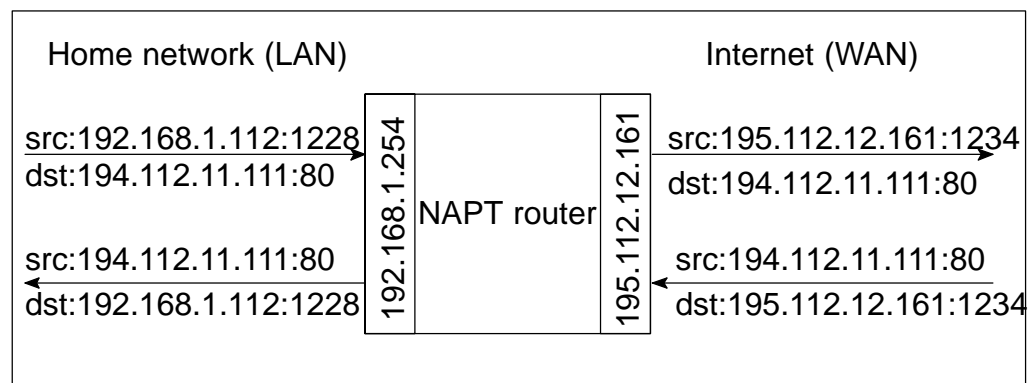 Home network (LAN)
Internet (WAN)
src:192.168.1.112:1228
dst:194.112.11.111:80
192.168.1.254
NAPT router
195.112.12.161
src:195.112.12.161:1234
dst:194.112.11.111:80
src:194.112.11.111:80
dst:192.168.1.112:1228
src:194.112.11.111:80
dst:195.112.12.161:1234